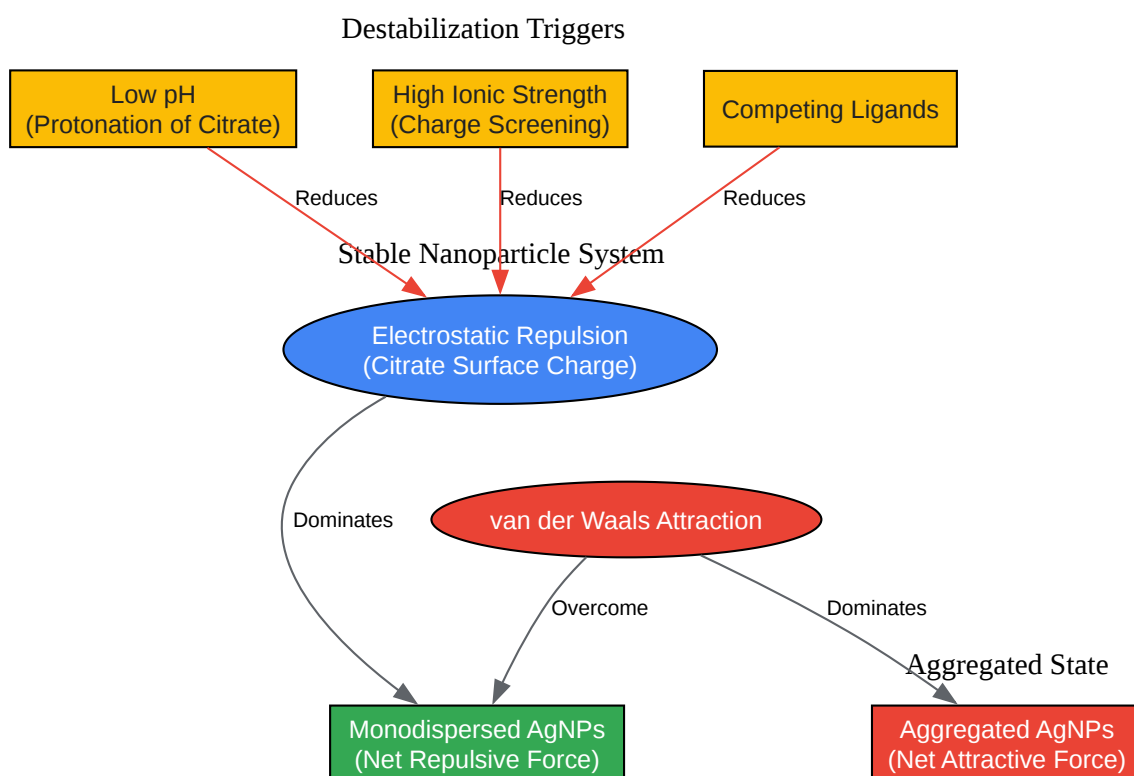 Destabilization Triggers
Low pH
(Protonation of Citrate)
High Ionic Strength
(Charge Screening)
Competing Ligands
Reduces
Reduces
Reduces
Stable Nanoparticle System
Electrostatic Repulsion
(Citrate Surface Charge)
van der Waals Attraction
Dominates
Overcome
Dominates
Aggregated State
Monodispersed AgNPs
(Net Repulsive Force)
Aggregated AgNPs
(Net Attractive Force)